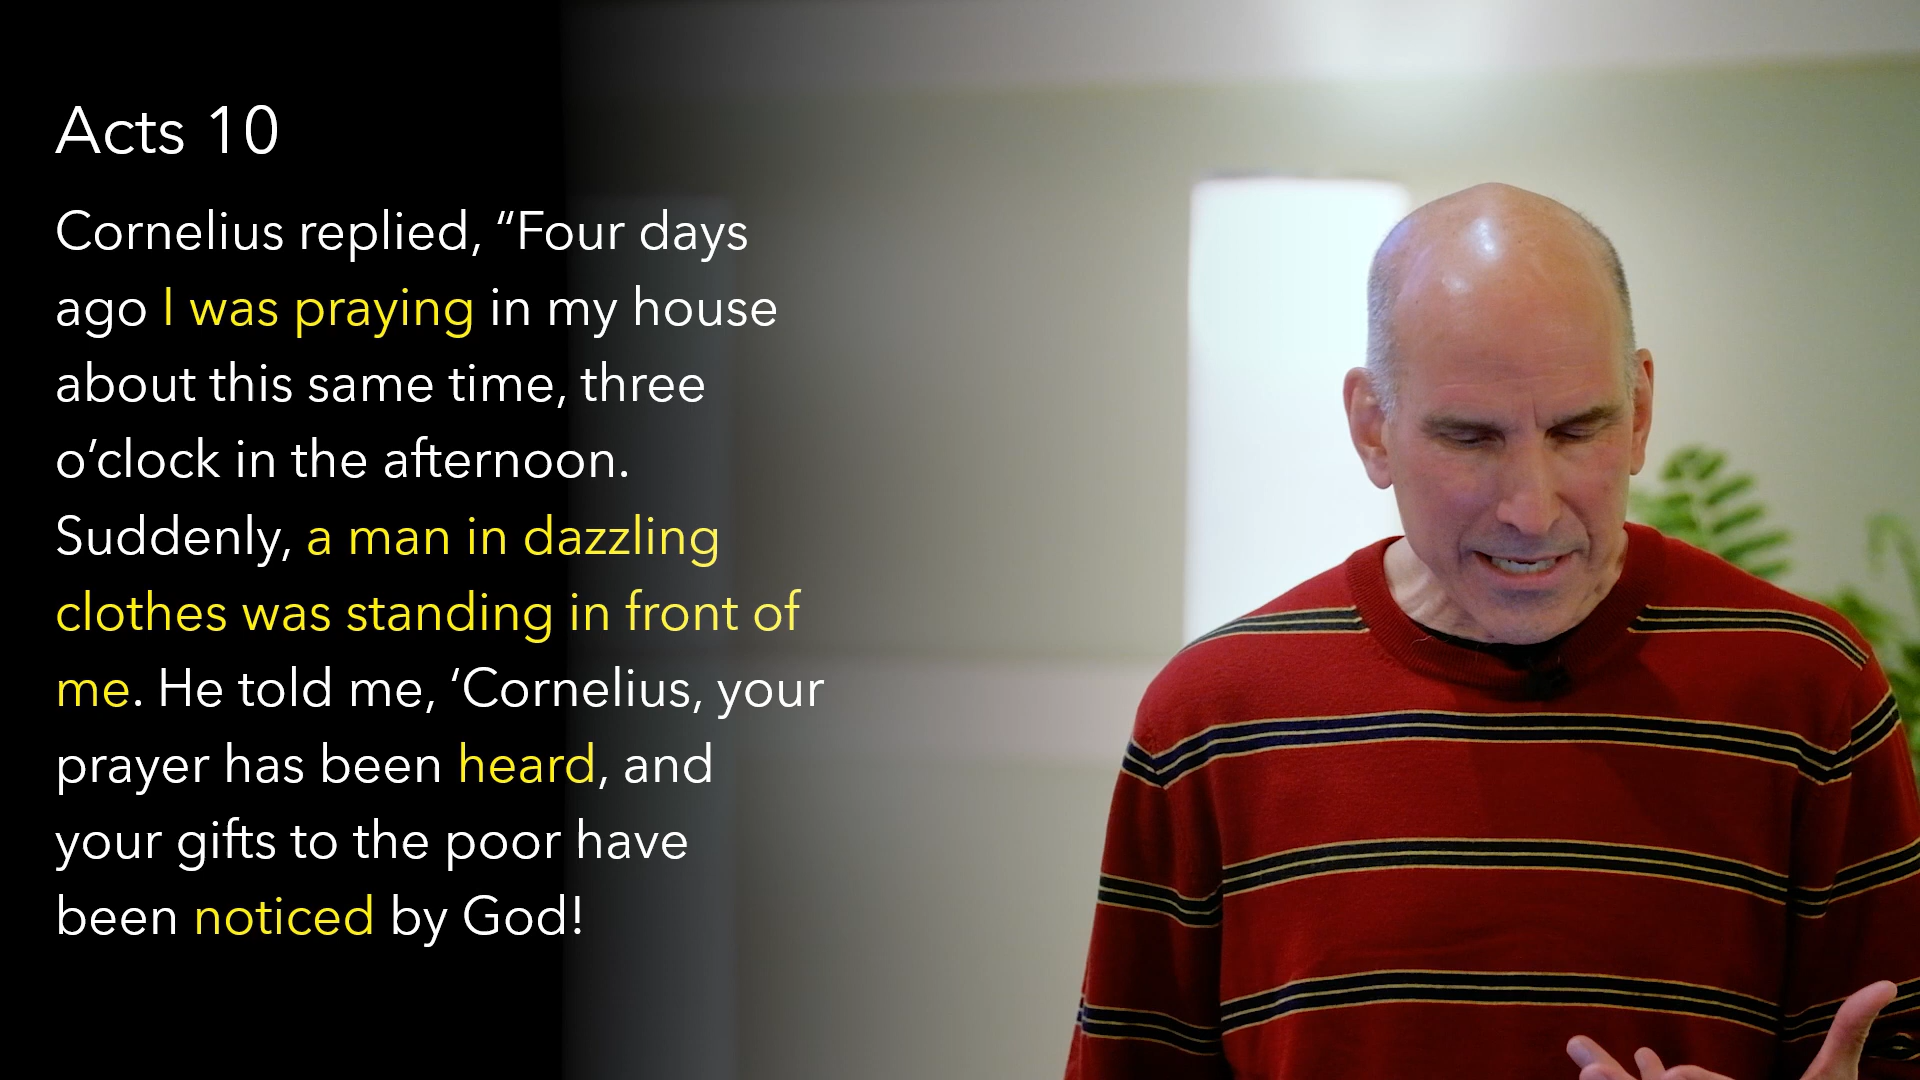 Acts 10
Cornelius replied, “Four days
ago I was praying in my house
about this same time, three
o’clock in the afternoon.
Suddenly, a man in dazzling
clothes was standing in front of
me. He told me, ‘Cornelius, your
prayer has been heard, and
your gifts to the poor have
been noticed by God!